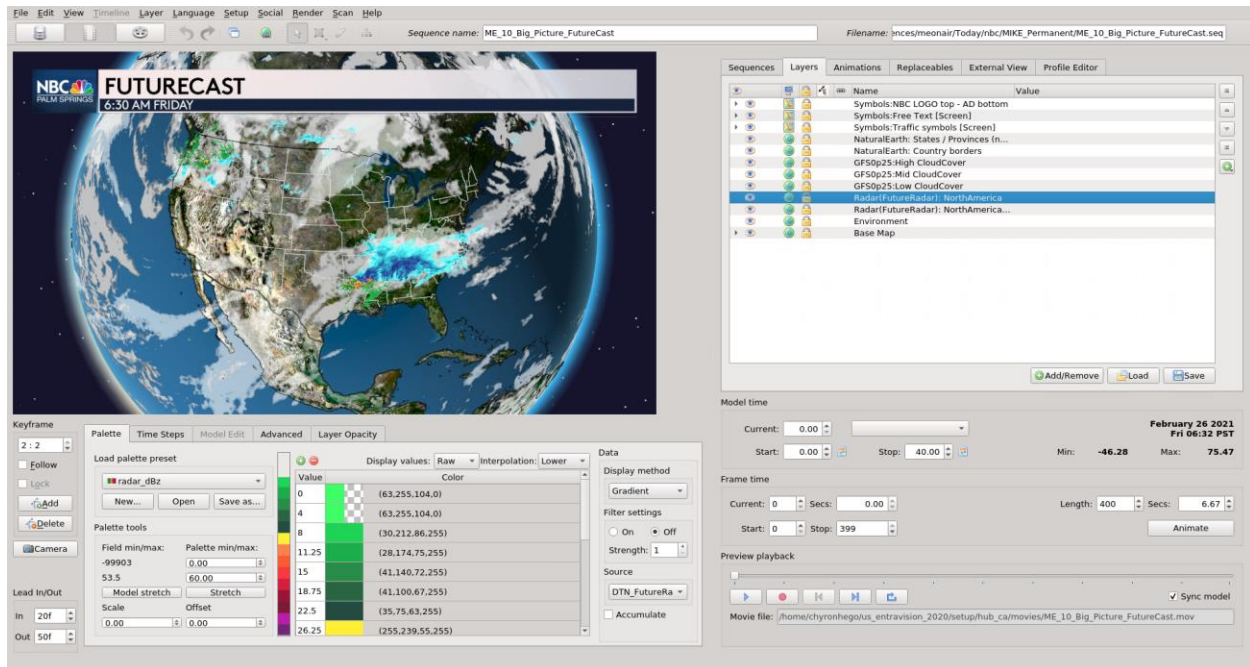 File Edit View Timeline Layer Language Setup Social Render Scan Help
Sequence name: ME_10_Big_Picture_FutureCast
Filename: ences/meonair/Today/nbc/MIKE_Permanent/ME_10_Big_Picture_FutureCast.seq
NBC
PALM SPRINGS
FUTURECAST
6:30 AM FRIDAY
Sequences Layers Animations Replaceables External View Profile Editor
Name Value
Symbols:NBC LOGO top - AD bottom
Symbols:Free Text [Screen]
Symbols:Traffic symbols [Screen]
NaturalEarth: States / Provinces (n...
NaturalEarth: Country borders
GFS0p25:High CloudCover
GFS0p25:Mid CloudCover
GFS0p25:Low CloudCover
Radar(FutureRadar): NorthAmerica
Radar(FutureRadar): NorthAmerica...
Environment
Base Map
Add/Remove Load Save
Model time
Current: 0.00
February 26 2021
Fri 06:32 PST
Start: 0.00 Stop: 40.00 Min: -46.28 Max: 75.47
Frame time
Current: 0 Secs: 0.00 Length: 400 Secs: 6.67
Start: 0 Stop: 399 Animate
Preview playback
Sync model
Movie file: /home/chyronhego/us_entravision_2020/setup/hub_ca/movies/ME_10_Big_Picture_FutureCast.mov
Keyframe
2 : 2
Follow
Lock
Add
Delete
Camera
Lead In/Out
In 20f
Out 50f
Palette Time Steps Model Edit Advanced Layer Opacity
Load palette preset
radar_dBz
New... Open Save as...
Palette tools
Field min/max: Palette min/max:
-99903 0.00
53.5 60.00
Model stretch Stretch
Scale Offset
0.00 0.00
Display values: Raw Interpolation: Lower
Value Color
0 (63,255,104,0)
4 (63,255,104,0)
8 (30,212,86,255)
11.25 (28,174,75,255)
15 (41,140,72,255)
18.75 (41,100,67,255)
22.5 (35,75,63,255)
26.25 (255,239,55,255)
Data
Display method
Gradient
Filter settings
On Off
Strength: 1
Source
DTN_FutureRa
Accumulate